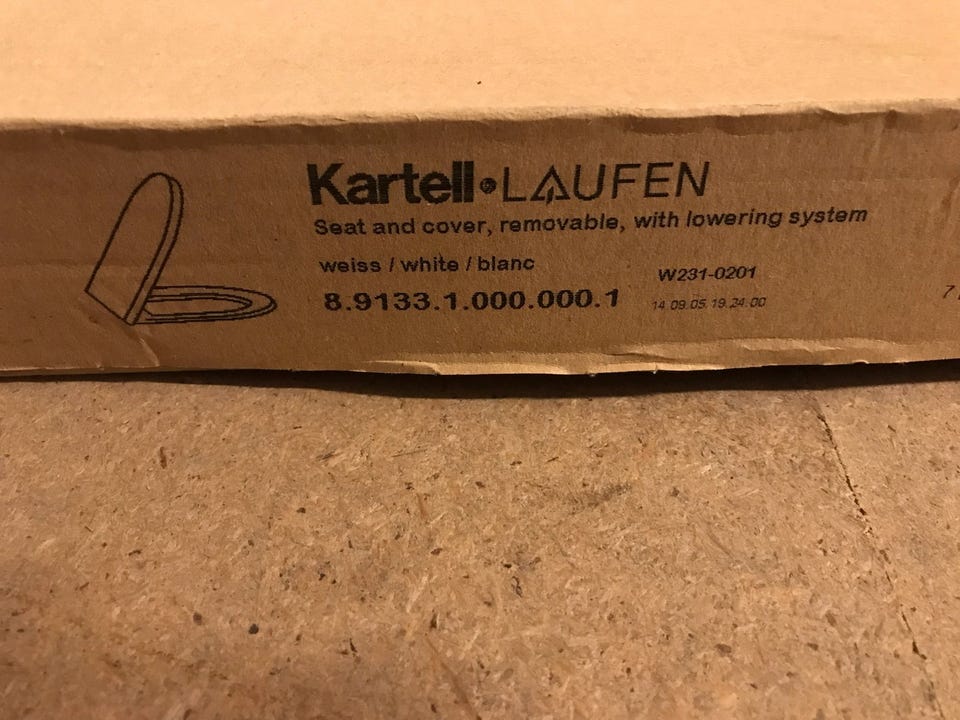 Kartell•LAUFEN
Seat and cover, removable, with lowering system
weiss / white / blanc
W231-0201
8.9133.1.000.000.1
14.09.05.19.24.00
7